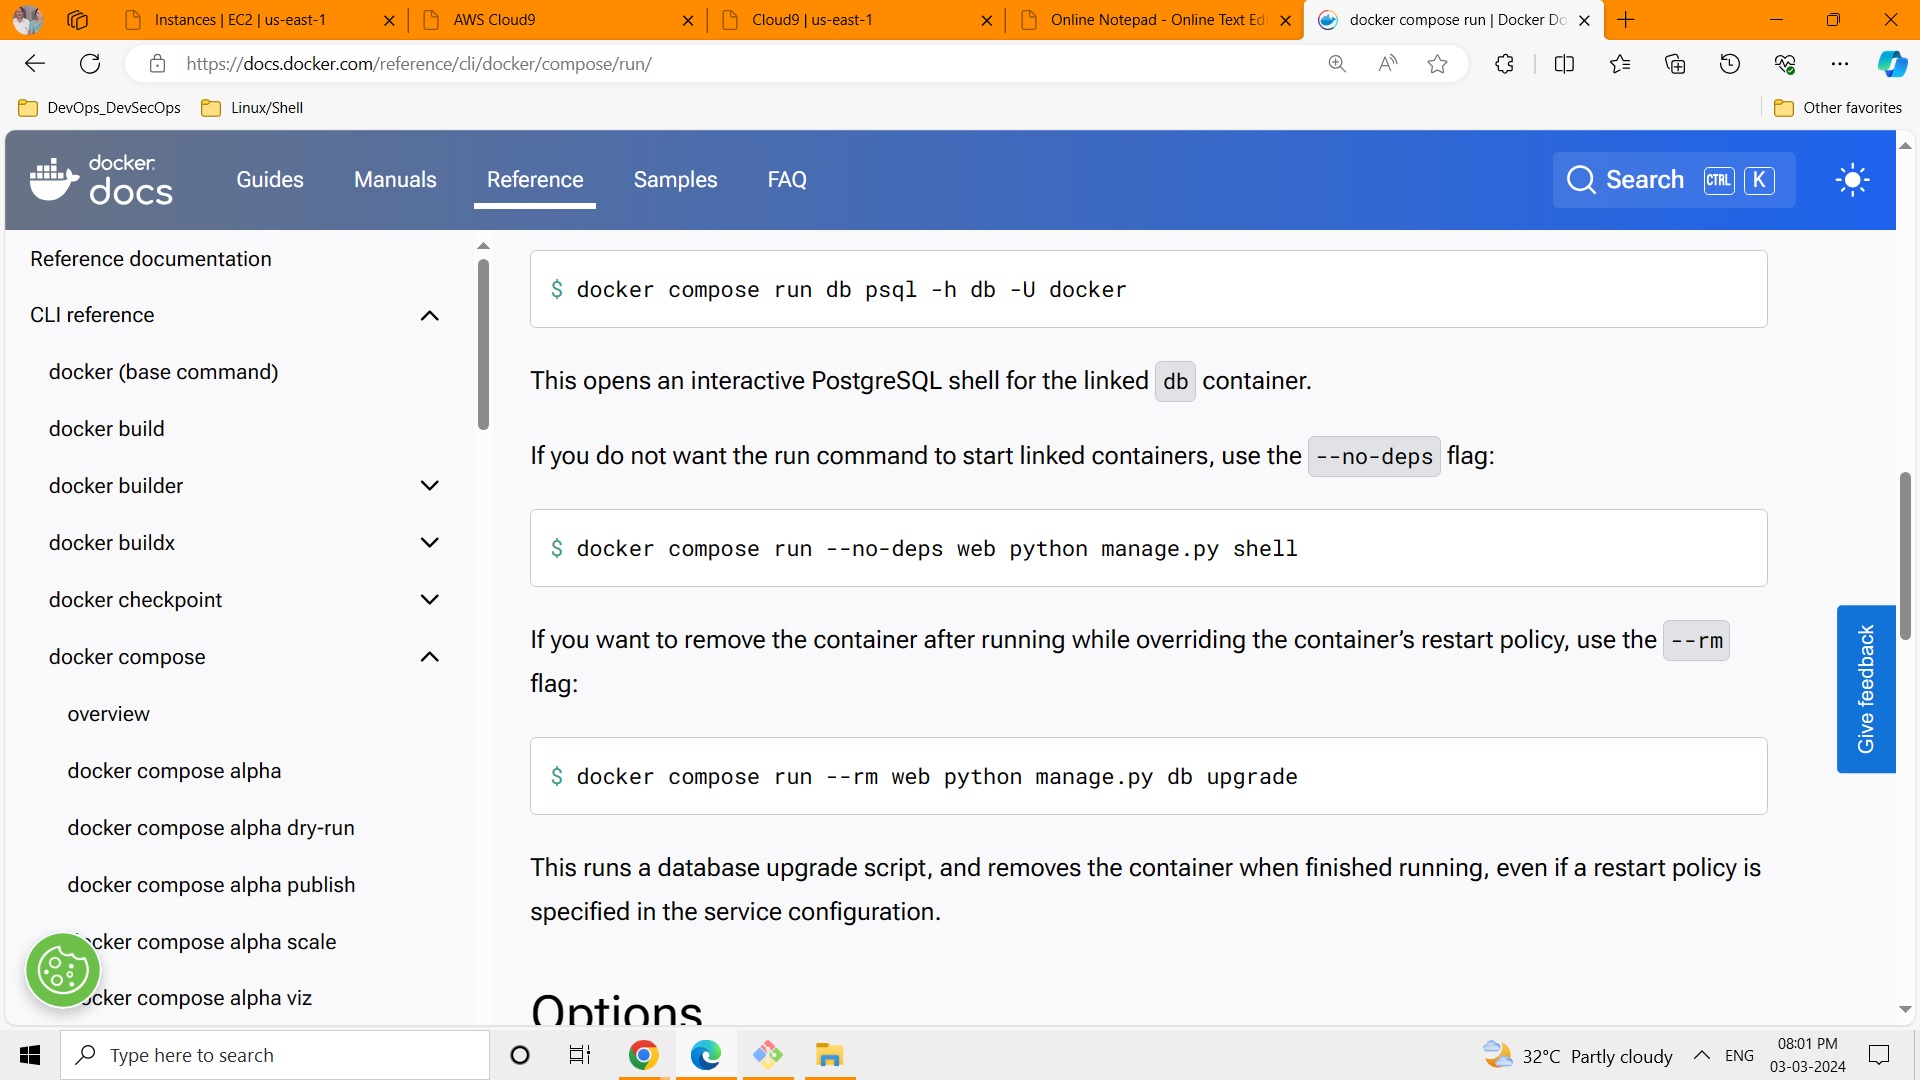 Instances | EC2 | us-east-1
AWS Cloud9
Cloud9 | us-east-1
Online Notepad - Online Text Edi
docker compose run | Docker Do
https://docs.docker.com/reference/cli/docker/compose/run/
DevOps_DevSecOps
Linux/Shell
Other favorites
docker
docs
Guides
Manuals
Reference
Samples
FAQ
Search
CTRL
K
Reference documentation
CLI reference
docker (base command)
docker build
docker builder
docker buildx
docker checkpoint
docker compose
overview
docker compose alpha
docker compose alpha dry-run
docker compose alpha publish
ocker compose alpha scale
ocker compose alpha viz
$ docker compose run db psql -h db -U docker
This opens an interactive PostgreSQL shell for the linked db container.
If you do not want the run command to start linked containers, use the --no-deps flag:
$ docker compose run --no-deps web python manage.py shell
If you want to remove the container after running while overriding the container’s restart policy, use the --rm
flag:
$ docker compose run --rm web python manage.py db upgrade
This runs a database upgrade script, and removes the container when finished running, even if a restart policy is
specified in the service configuration.
Options
Give feedback
Type here to search
32°C Partly cloudy
ENG
08:01 PM
03-03-2024